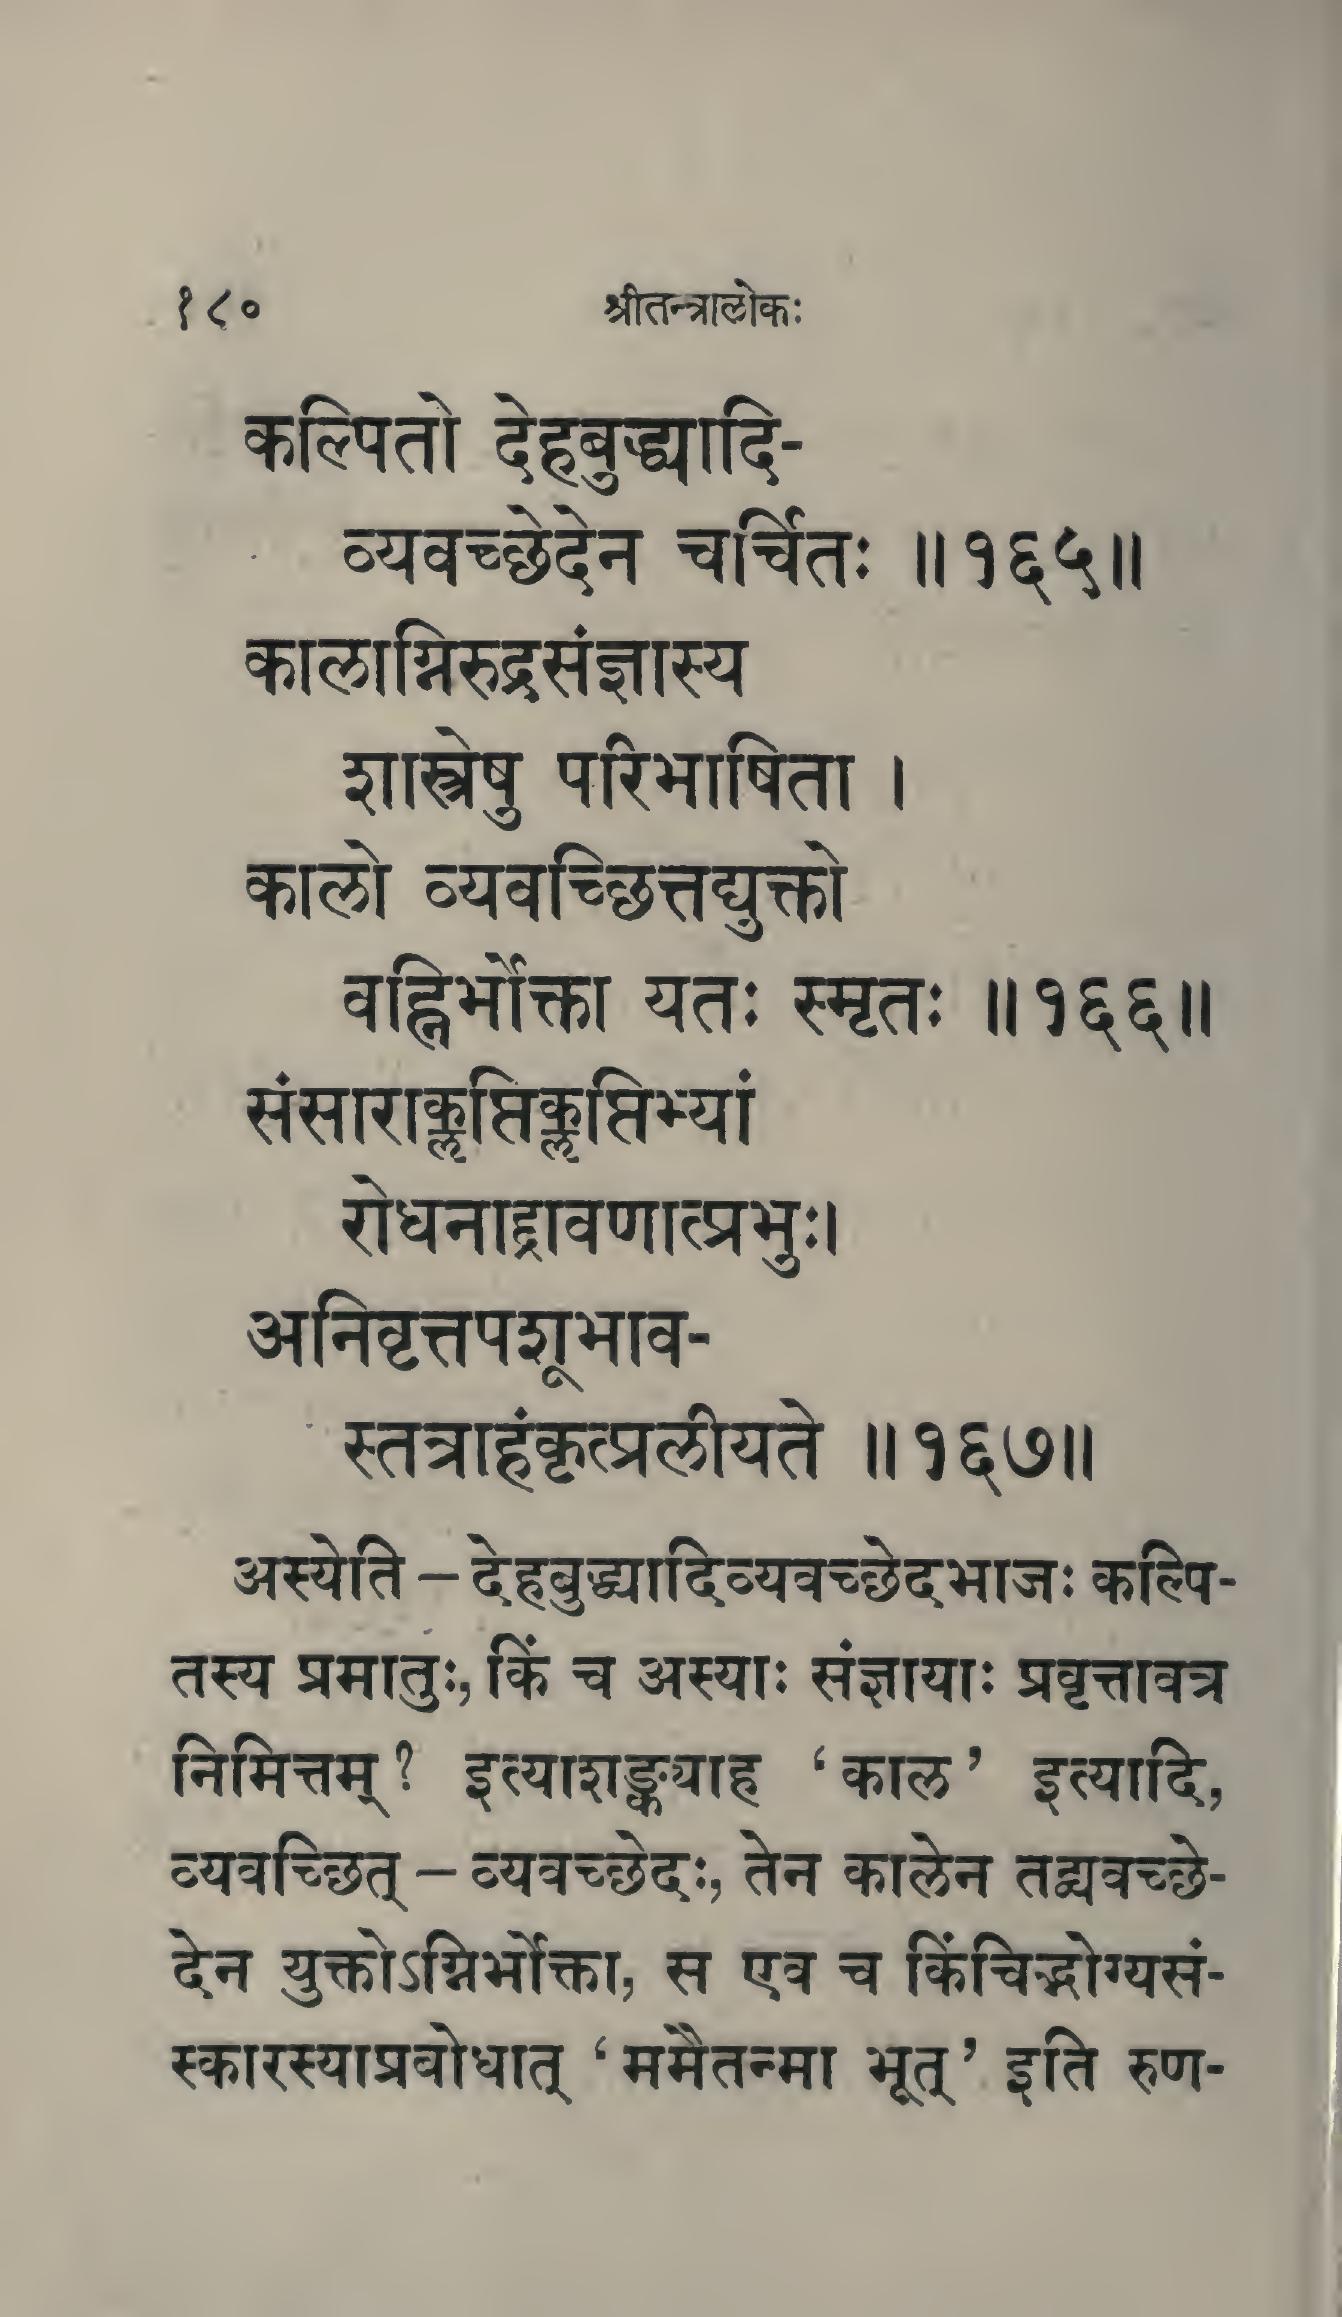 १८०
श्रीतन्त्रालोकः
कल्पितो देहबुद्ध्यादि-
व्यवच्छेदेन चर्चितः ॥१६५॥
कालाग्निरुद्रसंज्ञास्य
शास्त्रेषु परिभाषिता ।
कालो व्यवच्छित्तद्युक्तो
वह्निर्भोक्ता यतः स्मृतः ॥१६६॥
संसाराक्लृप्तिक्लृप्तिभ्यां
रोधनाद्द्रावणात्प्रभुः।
अनिवृत्तपशूभाव-
स्तत्राहंकृत्प्रलीयते ॥१६७॥
अस्येति – देहबुद्ध्यादिव्यवच्छेदभाजः कल्पि-
तस्य प्रमातुः, किं च अस्याः संज्ञायाः प्रवृत्तावत्र
निमित्तम्? इत्याशङ्क्याह ‘काल’ इत्यादि,
व्यवच्छित् – व्यवच्छेदः, तेन कालेन तद्व्यवच्छे-
देन युक्तोऽग्निर्भोक्ता, स एव च किंचिद्भोग्यसं-
स्कारस्याप्रबोधात् ‘ममैतन्मा भूत्’ इति रुण-